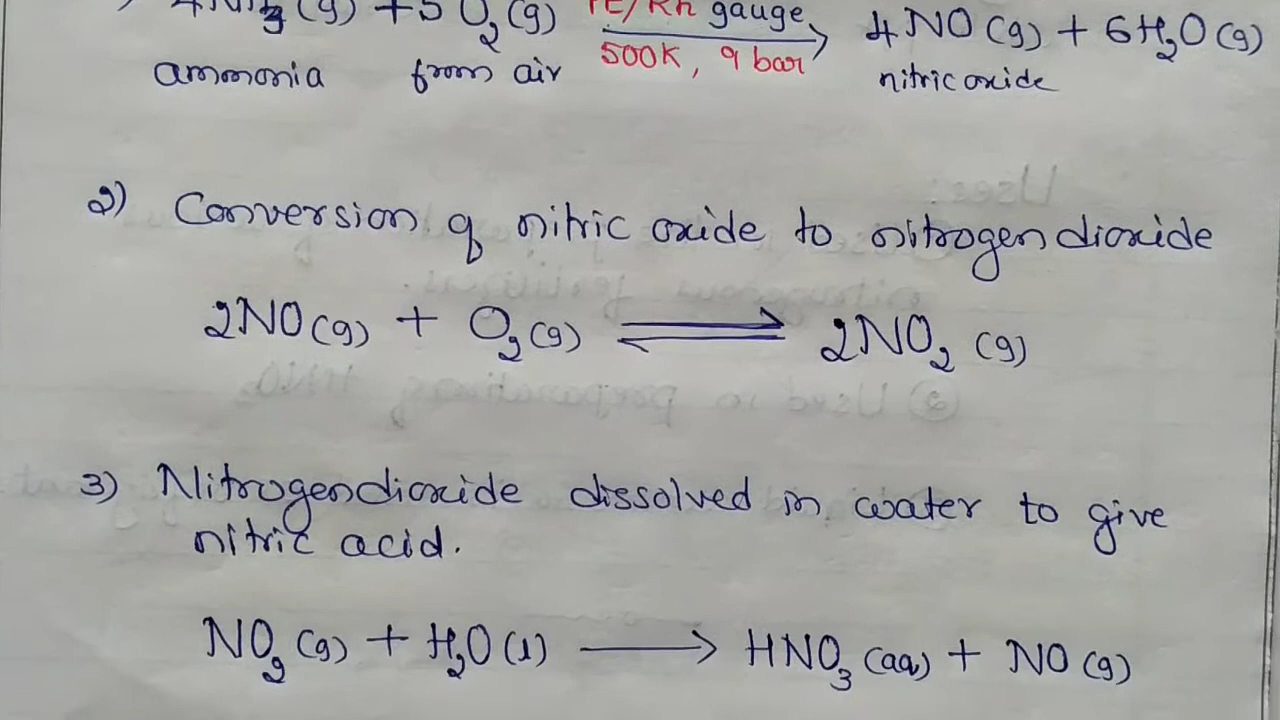 4NH3(g) + 5O2(g) Pt/Rh gauge 500K, 9 bar → 4NO(g) + 6H2O(g)
ammonia from air nitric oxide
2) Conversion of nitric oxide to nitrogendioxide
2NO(g) + O2(g) ⇌ 2NO2(g)
3) Nitrogendioxide dissolved in water to give
nitric acid.
NO2(g) + H2O(l) → HNO3(aq) + NO(g)